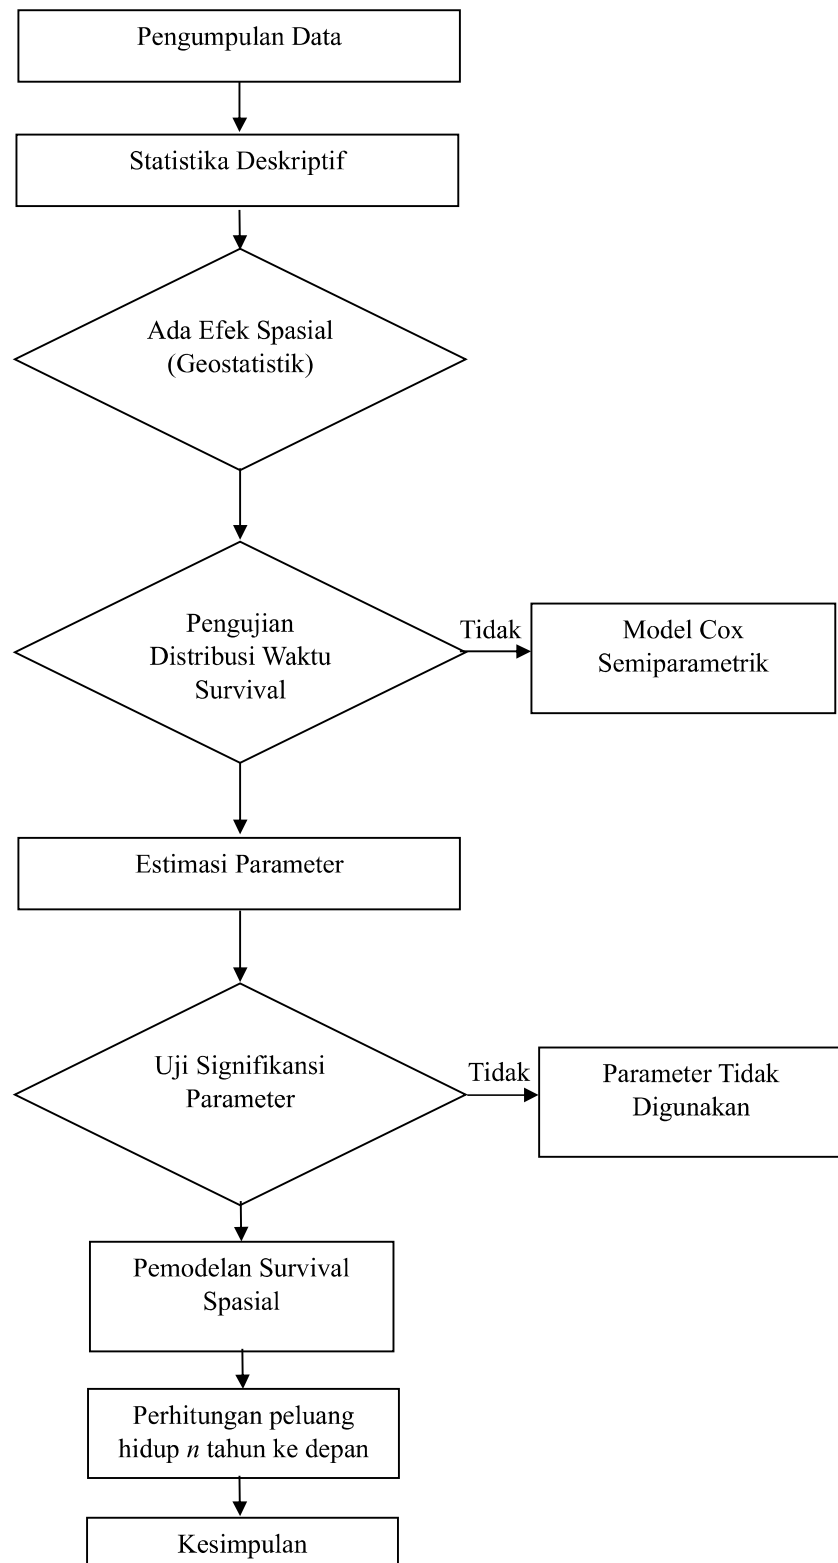 Pengumpulan Data
Statistika Deskriptif
Ada Efek Spasial
(Geostatistik)
Pengujian
Distribusi Waktu
Survival
Tidak
Model Cox
Semiparametrik
Estimasi Parameter
Uji Signifikansi
Parameter
Tidak
Parameter Tidak
Digunakan
Pemodelan Survival
Spasial
Perhitungan peluang
hidup n tahun ke depan
Kesimpulan